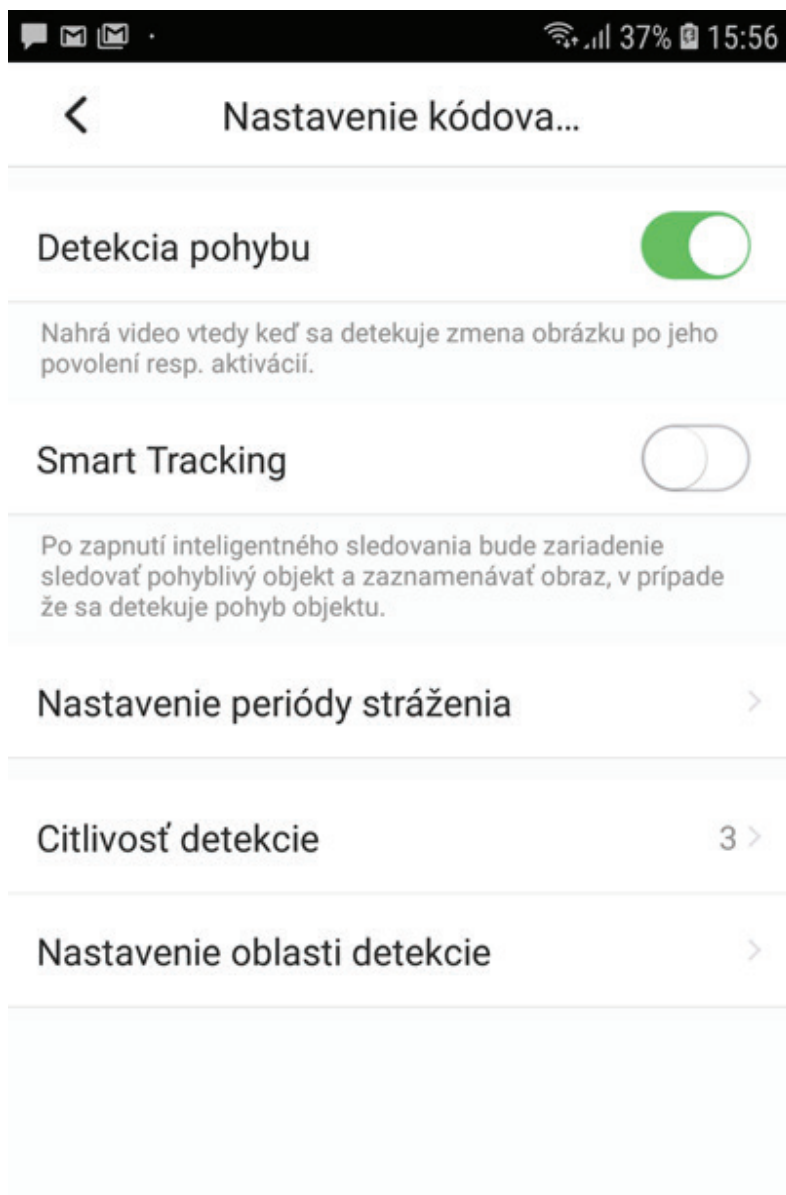 37% 15:56
Nastavenie kódova...
Detekcia pohybu
Nahrá video vtedy keď sa detekuje zmena obrázku po jeho
povolení resp. aktivácií.
Smart Tracking
Po zapnutí inteligentného sledovania bude zariadenie
sledovať pohyblivý objekt a zaznamenávať obraz, v prípade
že sa detekuje pohyb objektu.
Nastavenie periódy stráženia
Citlivosť detekcie 3
Nastavenie oblasti detekcie